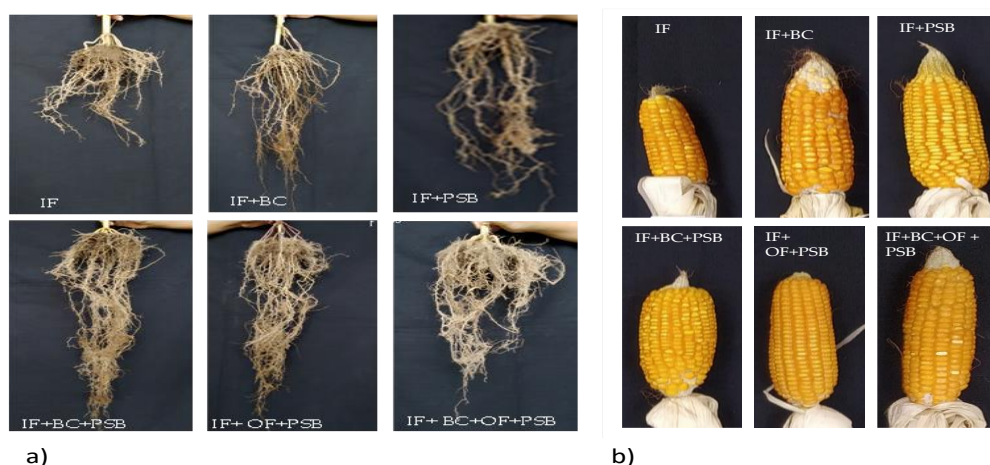 IF
IF+BC
IF+PSB
IF+BC+PSB
IF+ OF+PSB
IF+ BC+OF+PSB
a)
IF
IF+BC
IF+PSB
IF+BC+PSB
IF+
OF+PSB
IF+BC+OF +
PSB
b)